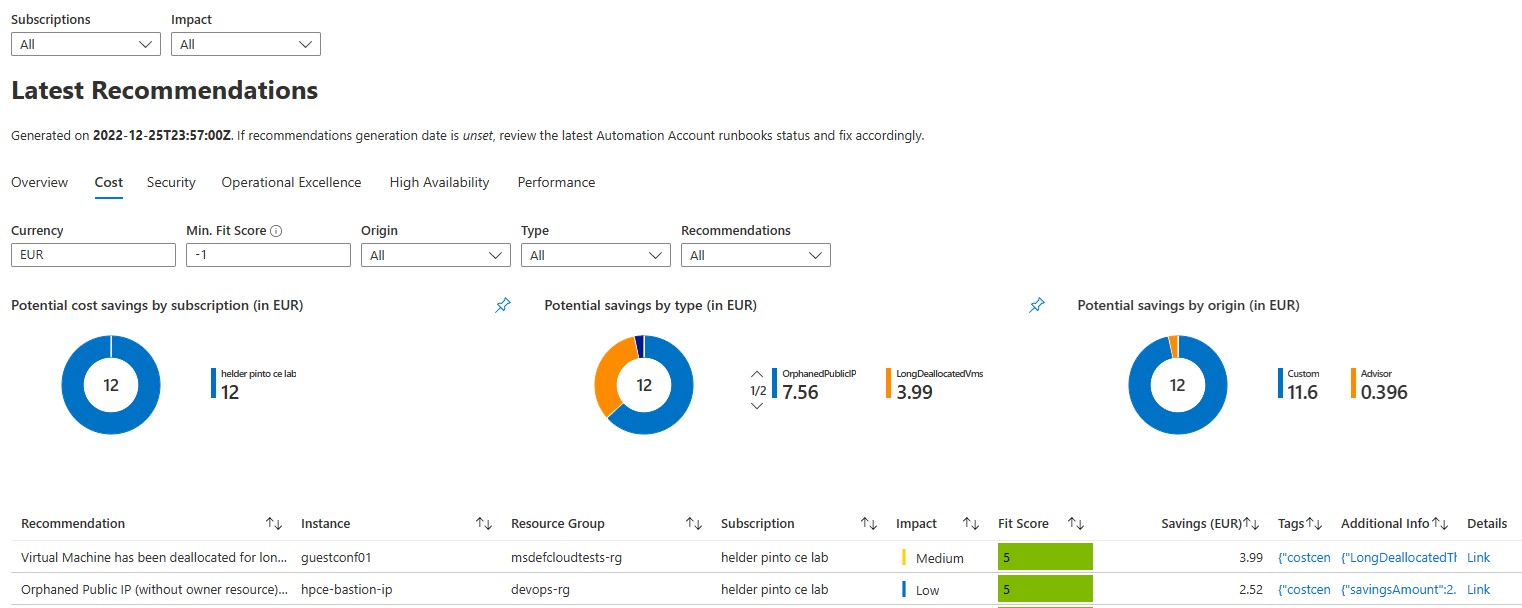 Subscriptions Impact
All All
Latest Recommendations
Generated on 2022-12-25T23:57:00Z. If recommendations generation date is unset, review the latest Automation Account runbooks status and fix accordingly.
Overview Cost Security Operational Excellence High Availability Performance
Currency Min. Fit Score Origin Type Recommendations
EUR -1 All All All
Potential cost savings by subscription (in EUR) Potential savings by type (in EUR) Potential savings by origin (in EUR)
12 helder pinto ce lab 12
12 1/2 OrphanedPublicIP 7.56 LongDeallocatedVms 3.99
12 Custom 11.6 Advisor 0.396
Recommendation Instance Resource Group Subscription Impact Fit Score Savings (EUR) Tags Additional Info Details
Virtual Machine has been deallocated for lon... guestconf01 msdefcloudtests-rg helder pinto ce lab Medium 5 3.99 {"costcen {"LongDeallocatedTh Link
Orphaned Public IP (without owner resource)... hpce-bastion-ip devops-rg helder pinto ce lab Low 5 2.52 {"costcen {"savingsAmount":2. Link